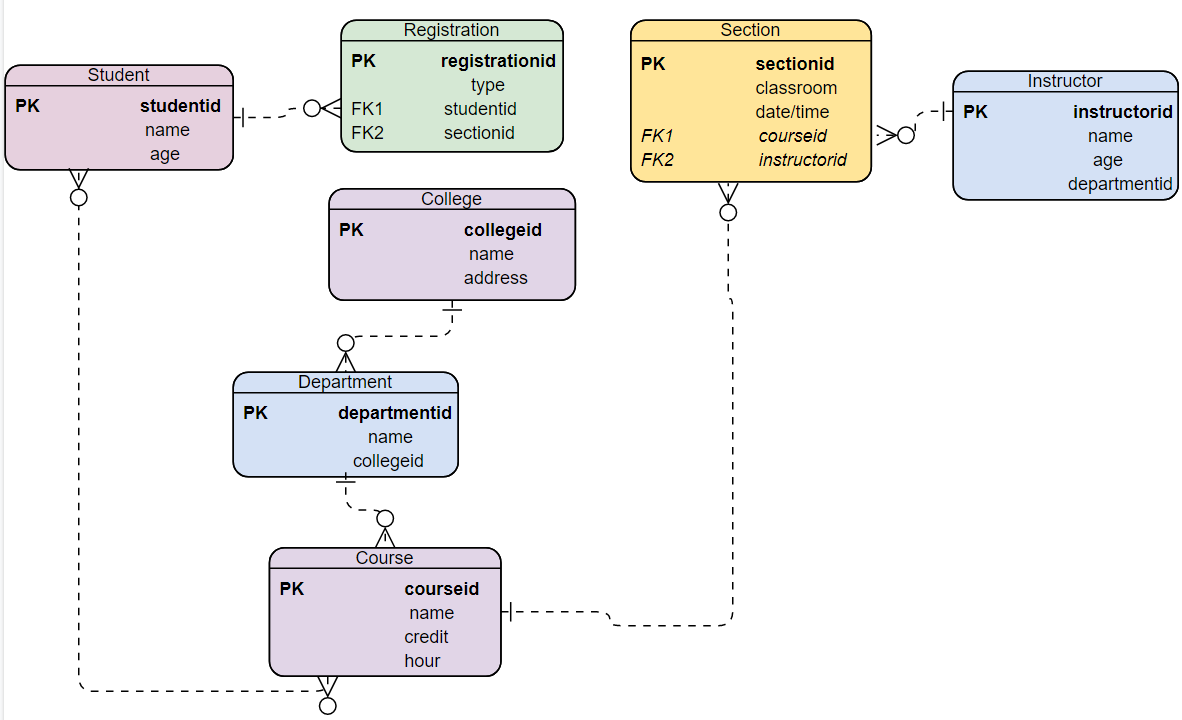 Student
PK studentid
name
age
Registration
PK registrationid
type
FK1 studentid
FK2 sectionid
Section
PK sectionid
classroom
date/time
FK1 courseid
FK2 instructorid
Instructor
PK instructorid
name
age
departmentid
College
PK collegeid
name
address
Department
PK departmentid
name
collegeid
Course
PK courseid
name
credit
hour